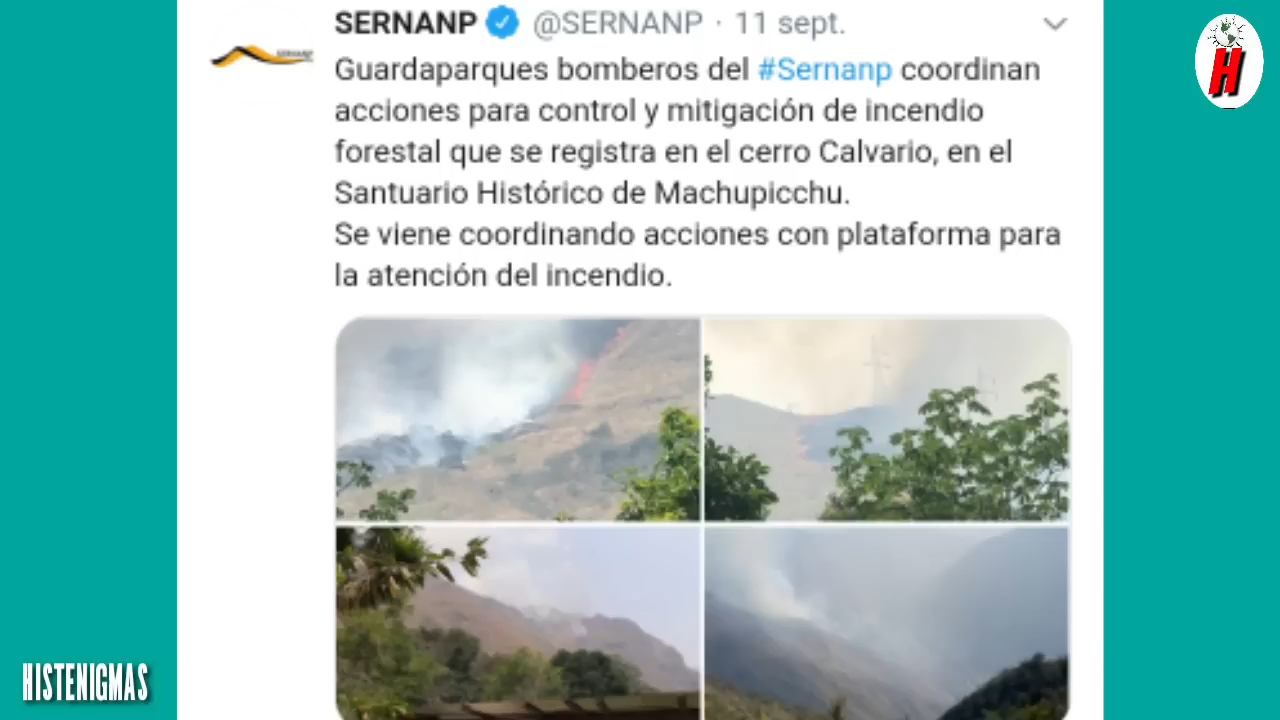 SERNANP @SERNANP · 11 sept.
Guardaparques bomberos del #Sernanp coordinan
acciones para control y mitigación de incendio
forestal que se registra en el cerro Calvario, en el
Santuario Histórico de Machupicchu.
Se viene coordinando acciones con plataforma para
la atención del incendio.
SERNANP
H
HISTENIGMAS